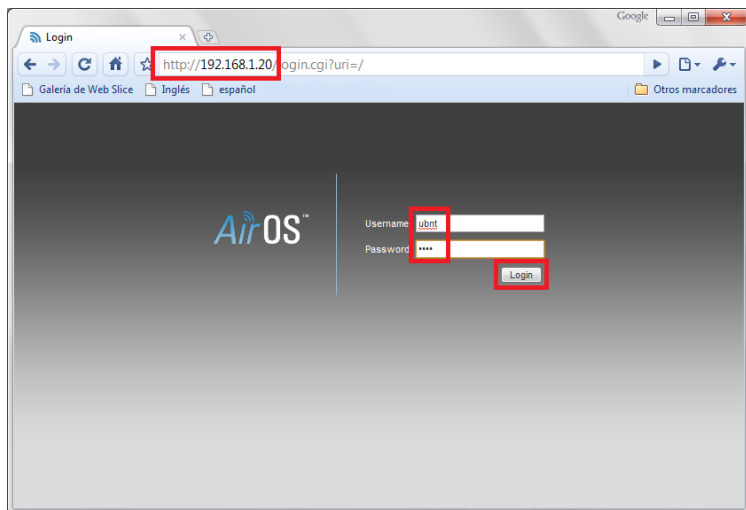 Google
Login
http://192.168.1.20/login.cgi?uri=/
Galería de Web Slice Inglés español Otros marcadores
AirOS™
Username ubnt
Password ••••
Login